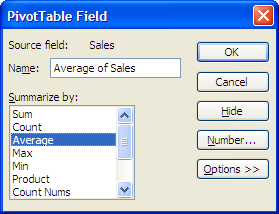 PivotTable Field
Source field: Sales
Name: Average of Sales
Summarize by:
Sum
Count
Average
Max
Min
Product
Count Nums
OK
Cancel
Hide
Number...
Options >>